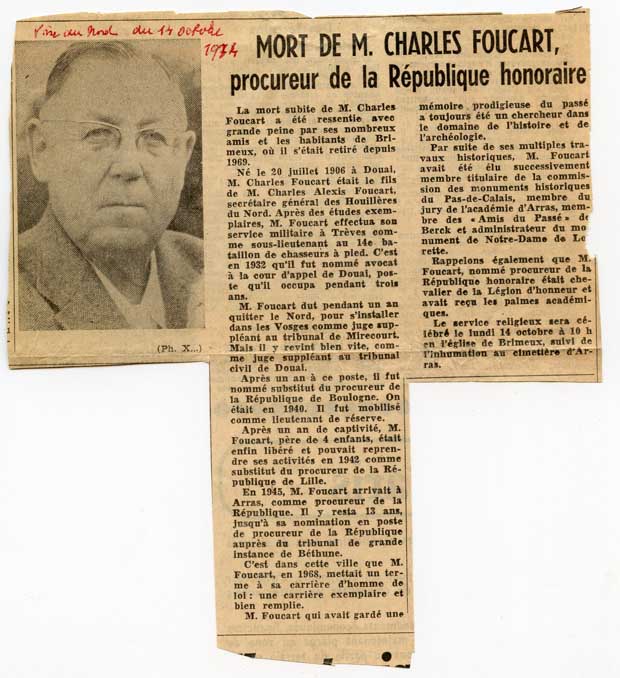 du Nord du 14 octobre
1974
MORT DE M. CHARLES FOUCART,
procureur de la République honoraire
(Ph. X...)
La mort subite de M. Charles
Foucart a été ressentie avec
grande peine par ses nombreux
amis et les habitants de Bri-
meux, où il s'était retiré depuis
1969.
Né le 20 juillet 1906 à Douai,
M. Charles Foucart était le fils
de M. Charles Alexis Foucart,
secrétaire général des Houillères
du Nord. Après des études exem-
plaires, M. Foucart effectua son
service militaire à Trèves com-
me sous-lieutenant au 14e ba-
taillon de chasseurs à pied. C'est
en 1932 qu'il fut nommé avocat
à la cour d'appel de Douai, pos-
te qu'il occupa pendant trois
ans.
M. Foucart dut pendant un an
quitter le Nord, pour s'installer
dans les Vosges comme juge sup-
pléant au tribunal de Mirecourt.
Mais il y revint bien vite, com-
me juge suppléant au tribunal
civil de Douai.
Après un an à ce poste, il fut
nommé substitut du procureur de
la République de Boulogne. On
était en 1940. Il fut mobilisé
comme lieutenant de réserve.
Après un an de captivité, M.
Foucart, père de 4 enfants, était
enfin libéré et pouvait repren-
dre ses activités en 1942 comme
substitut du procureur de la Ré-
publique de Lille.
En 1945, M. Foucart arrivait à
Arras, comme procureur de la
République. Il y resta 13 ans,
jusqu'à sa nomination en poste
de procureur de la République
auprès du tribunal de grande
instance de Béthune.
C'est dans cette ville que M.
Foucart, en 1968, mettait un ter-
me à sa carrière d'homme de
loi : une carrière exemplaire et
bien remplie.
M. Foucart qui avait gardé une
mémoire prodigieuse du passé
a toujours été un chercheur dans
le domaine de l'histoire et de
l'archéologie.
Par suite de ses multiples tra-
vaux historiques, M. Foucart
avait été élu successivement
membre titulaire de la commis-
sion des monuments historiques
du Pas-de-Calais, membre du
jury de l'académie d'Arras, mem-
bre des « Amis du Passé » de
Berck et administrateur du mo-
nument de Notre-Dame de Lo-
rette.
Rappelons également que M.
Foucart, nommé procureur de la
République honoraire était che-
valier de la Légion d'honneur et
avait reçu les palmes académi-
ques.
Le service religieux sera cé-
lébré le lundi 14 octobre à 10 h
en l'église de Brimeux, suivi de
l'inhumation au cimetière d'Ar-
ras.